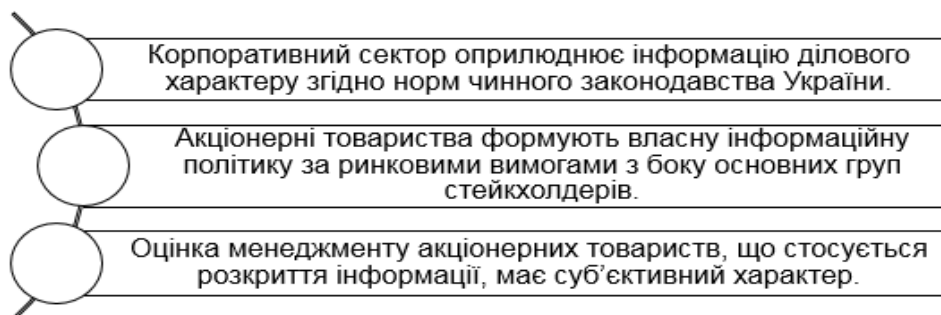 Корпоративний сектор оприлюднює інформацію ділового
характеру згідно норм чинного законодавства України.
Акціонерні товариства формують власну інформаційну
політику за ринковими вимогами з боку основних груп
стейкхолдерів.
Оцінка менеджменту акціонерних товариств, що стосується
розкриття інформації, має суб’єктивний характер.